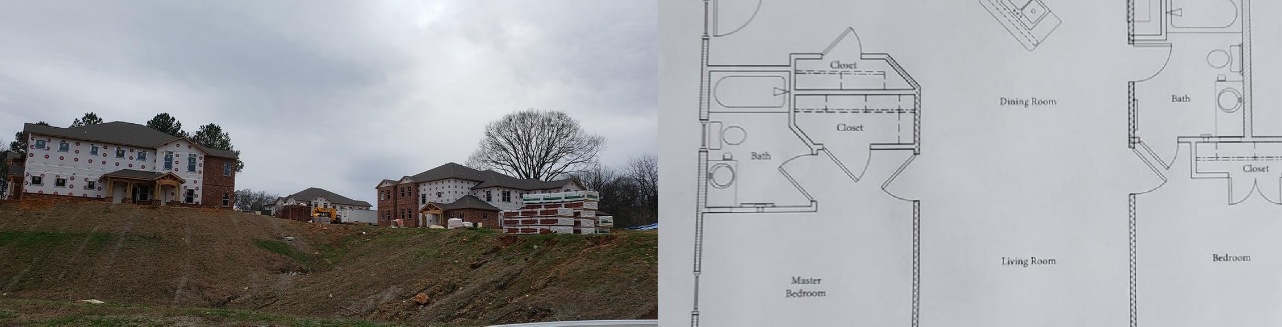 Closet
Dining Room
Bath
Closet
Bath
Closet
Living Room
Bedroom
Master
Bedroom